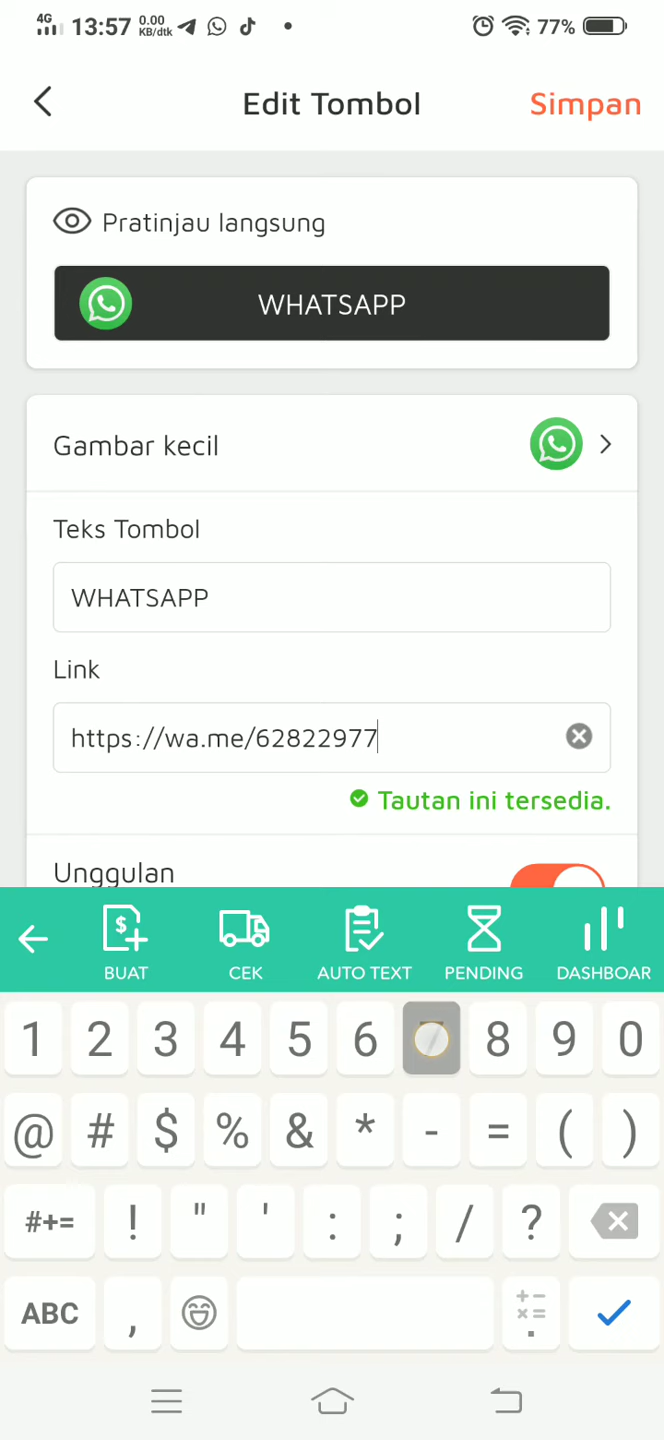 4G 13:57 0.00 KB/dtk 77%
Edit Tombol Simpan
Pratinjau langsung
WHATSAPP
Gambar kecil
Teks Tombol
WHATSAPP
Link
https://wa.me/62822977
Tautan ini tersedia.
Unggulan
BUAT CEK AUTO TEXT PENDING DASHBOAR
1 2 3 4 5 6 8 9 0
@ # $ % & * - = ( )
#+= ! " ' : ; / ?
ABC , + − × = .